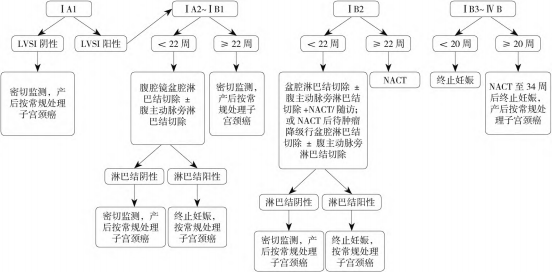 ⅠA1
LVSI 阴性
LVSI 阳性
密切监测，产
后按常规处理
子宫颈癌
ⅠA2~ⅠB1
< 22 周
≥ 22 周
腹腔镜盆腔淋
巴结切除 ±
腹主动脉旁淋
巴结切除
密切监测，
产后按常
规处理子
宫颈癌
淋巴结阴性
淋巴结阳性
密切监测，产
后按常规处理
子宫颈癌
终止妊娠，
按常规处理
子宫颈癌
ⅠB2
< 22 周
≥ 22 周
盆腔淋巴结切除 ±
腹主动脉旁淋巴结
切除 +NACT/ 随访；
或 NACT 后待肿瘤
降级行盆腔淋巴结
切除 ± 腹主动脉旁
淋巴结切除
NACT
淋巴结阴性
淋巴结阳性
密切监测，产
后按常规处理
子宫颈癌
终止妊娠，
按常规处理
子宫颈癌
ⅠB3~ⅣB
< 20 周
≥ 20 周
终止妊娠
NACT 至 34 周
后终止妊娠，
产后按常规处
理子宫颈癌